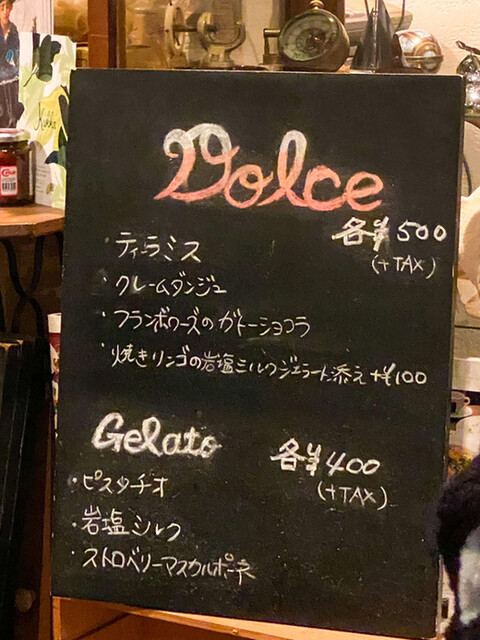 Dolce
各¥500
(+TAX)
・ティラミス
・クレームダンジュ
・フランボワーズのガトーショコラ
・焼きリンゴの岩塩ミルクジェラート添え +¥100
Gelato
各¥400
(+TAX)
・ピスタチオ
・岩塩ミルク
・ストロベリーマスカルポーネ